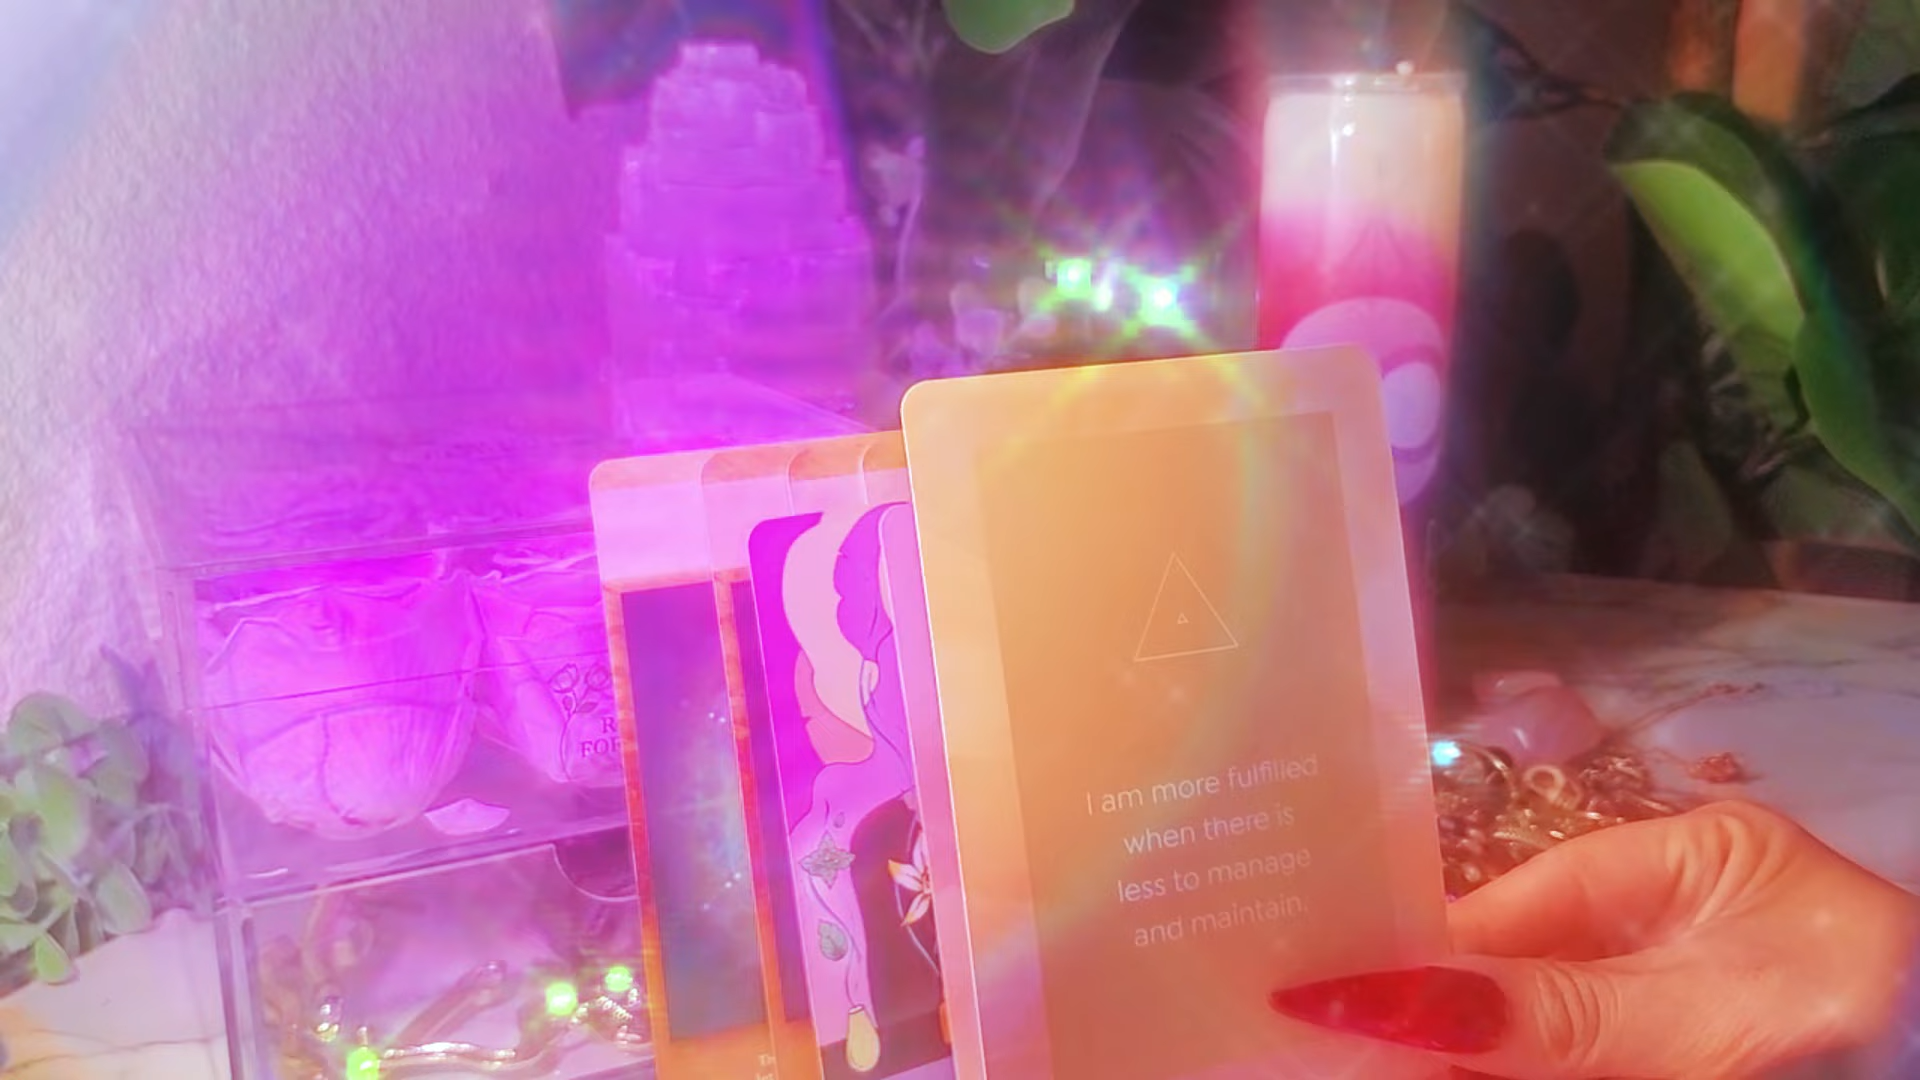 I am more fulfilled
when there is
less to manage
and maintain.